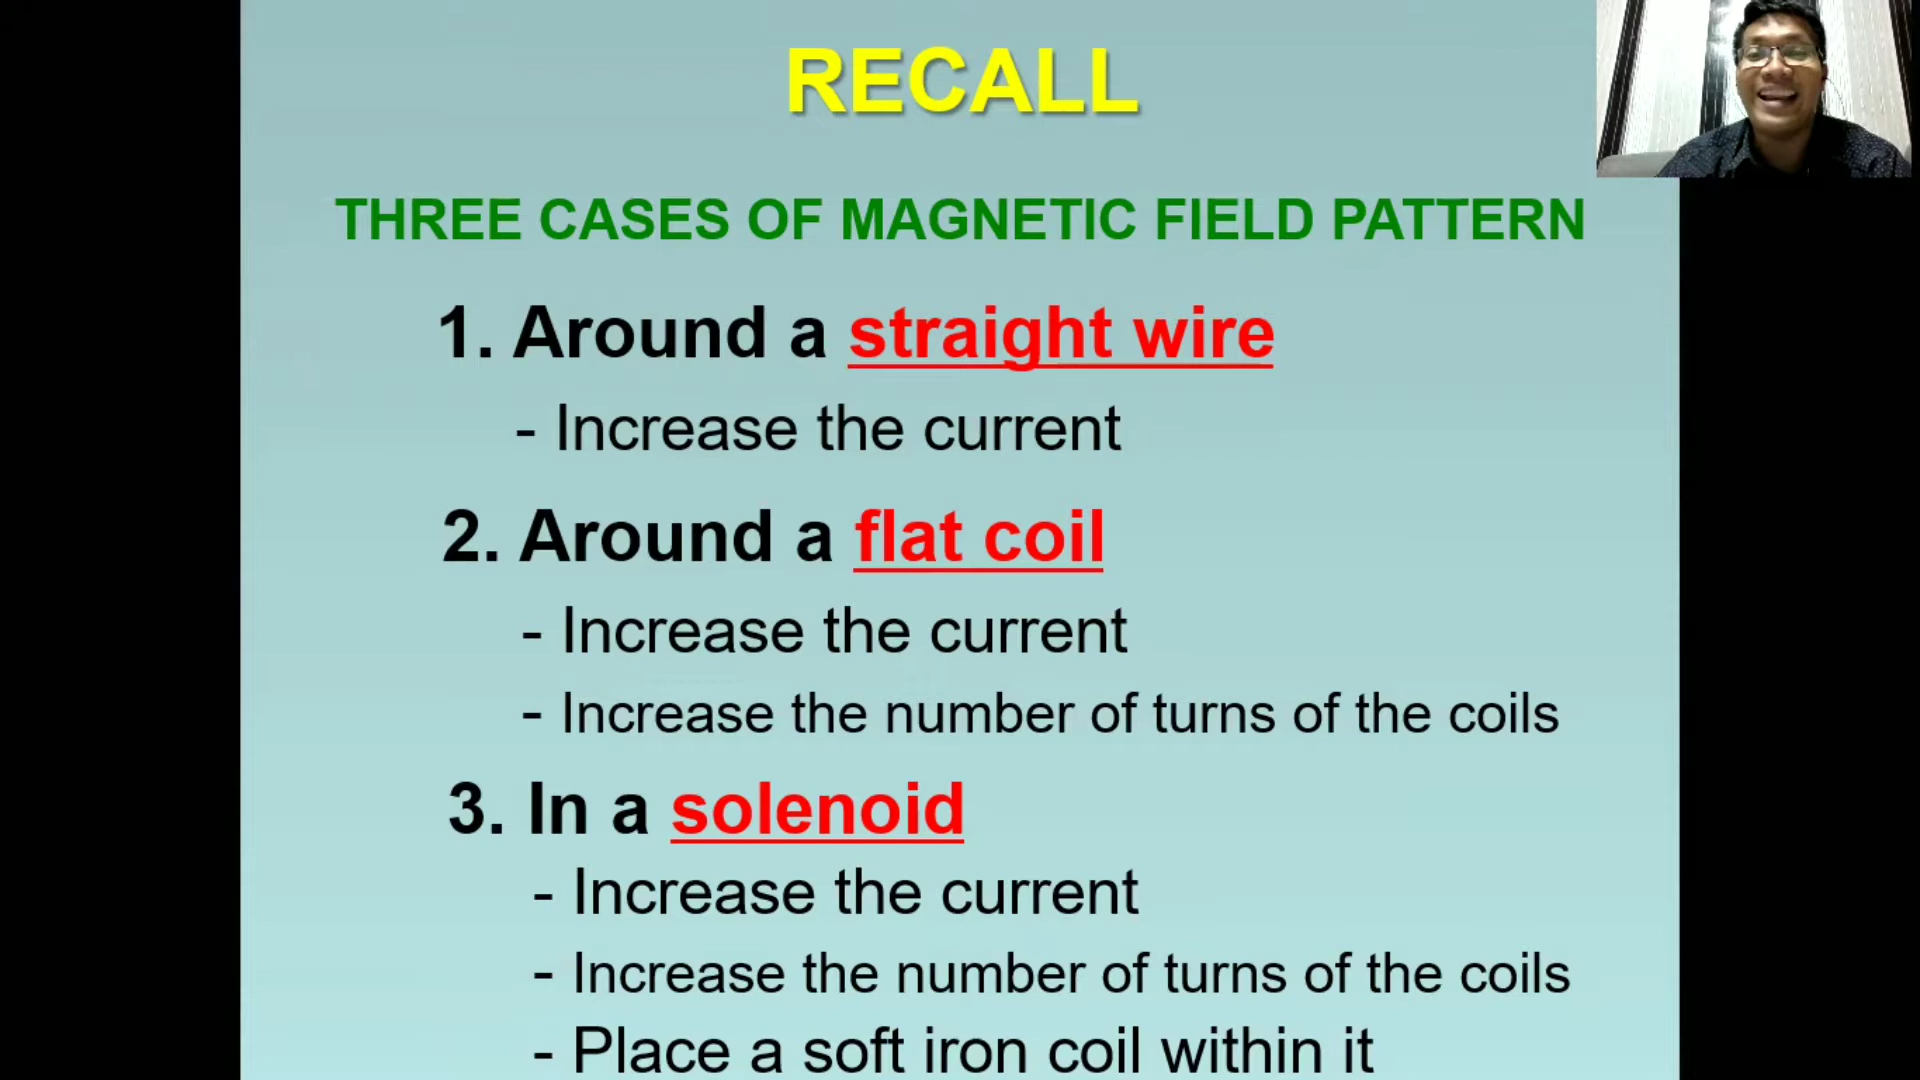 RECALL
THREE CASES OF MAGNETIC FIELD PATTERN
1. Around a straight wire
- Increase the current
2. Around a flat coil
- Increase the current
- Increase the number of turns of the coils
3. In a solenoid
- Increase the current
- Increase the number of turns of the coils
- Place a soft iron coil within it